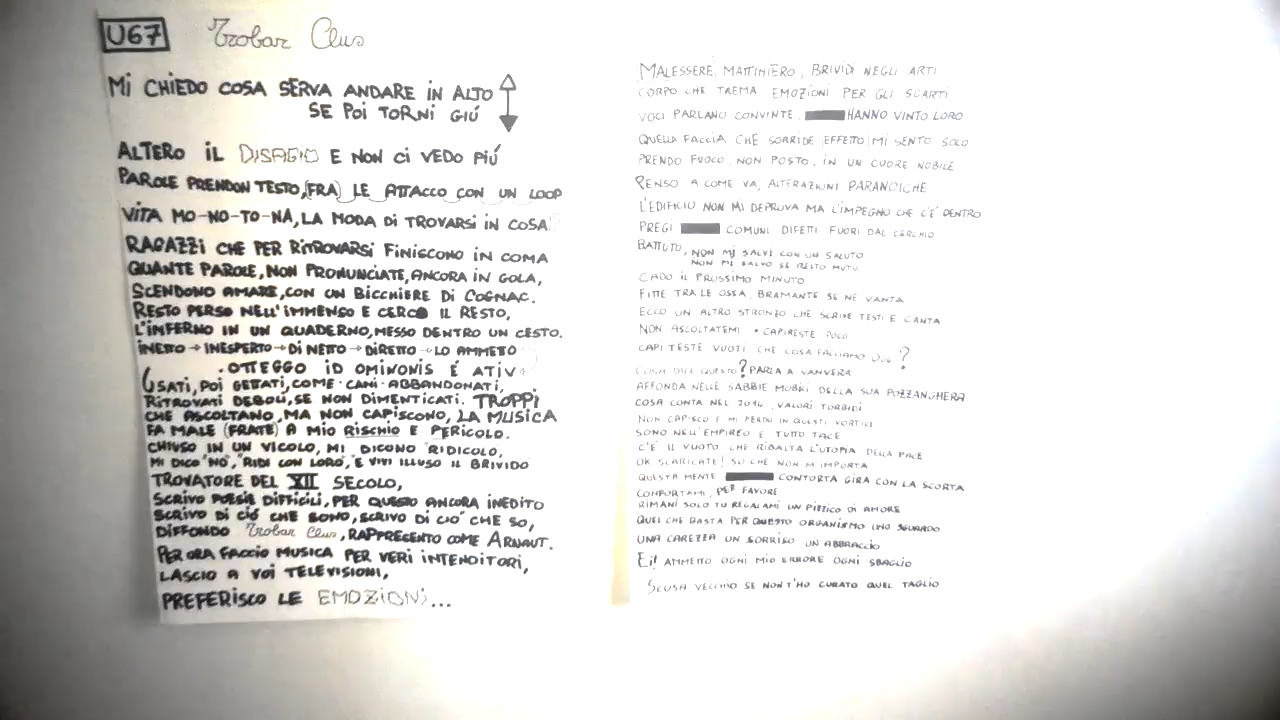 U67 Trobar Clus
MI CHIEDO COSA SERVA ANDARE IN ALTO
SE POI TORNI GIÚ
ALTERO IL DISAGIO E NON CI VEDO PIÚ
PAROLE PRENDON TESTO, (FRA) LE ATTACCO CON UN LOOP
VITA MO-NO-TO-NA, LA MODA DI TROVARSI IN COSA?
RAGAZZI CHE PER RITROVARSI FINISCONO IN COMA
QUANTE PAROLE, NON PRONUNCIATE, ANCORA IN GOLA,
SCENDONO AMARE, CON UN BICCHIERE DI COGNAC.
RESTO PERSO NELL'IMMENSO E CERCO IL RESTO,
L'INFERNO IN UN QUADERNO, MESSO DENTRO UN CESTO.
INETTO → INESPERTO → DI NETTO → DIRETTO → LO AMMETO
.OTTEGGO ID OMINONIS É ATIV
USATI, POI GETTATI, COME CANI ABBANDONATI,
RITROVATI DEBOLI, SE NON DIMENTICATI. TROPPI
CHE ASCOLTANO, MA NON CAPISCONO, LA MUSICA
FA MALE (FRATE) A MIO RISCHIO E PERICOLO.
CHIUSO IN UN VICOLO, MI DICONO RIDICOLO,
MI DICO "NO", "RIDI CON LORO", E VIVI ILLUSO IL BRIVIDO
TROVATORE DEL XII SECOLO,
SCRIVO POESIE DIFFICILI, PER QUESTO ANCORA INEDITO
SCRIVO DI CIÓ CHE SONO, SCRIVO DI CIO' CHE SO,
DIFFONDO Trobar Clus, RAPPRESENTO COME ARNAUT.
PER ORA FACCIO MUSICA PER VERI INTENDITORI,
LASCIO A VOI TELEVISIONI,
PREFERISCO LE EMOZIONI...
MALESSERE MATTINIERO, BRIVIDI NEGLI ARTI
CORPO CHE TREMA EMOZIONI PER GLI SCARTI
VOCI PARLANO CONVINTE, HANNO VINTO LORO
QUELLA FACCIA CHE SORRIDE EFFETTO MI SENTO SOLO
PRENDO FUOCO, NON POSTO, IN UN CUORE NOBILE
PENSO A COME VA, ALTERAZIONI PARANOICHE
L'EDIFICIO NON MI DEPROVA MA L'IMPEGNO CHE C'È DENTRO
PREGI COMUNI DIFETTI FUORI DAL CERCHIO
BATTUTO, NON MI SALVI CON UN SALUTO
NON MI SALVO SE RESTO MUTO
CADO IL PROSSIMO MINUTO
FITTE TRA LE OSSA, BRAMANTE SE NE VANTA
ECCO UN ALTRO STRONZO CHE SCRIVE TESTI E CANTA
NON ASCOLTATEMI • CAPIRESTE POCO
CAPI TESTE VUOTI CHE COSA FACCIAMO OGGI?
COSA DICE QUESTO? PARLA A VANVERA
AFFONDA NELLE SABBIE MOBILI DELLA SUA POZZANGHERA
COSA CONTA NEL 2014, VALORI TORBIDI
NON CAPISCO E MI PERDO IN QUESTI VORTICI
SONO NELL'EMPIREO E TUTTO TACE
C'È IL VUOTO CHE RIBALTA L'UTOPIA DELLA PACE
OK SCARICATE! SO CHE NON M IMPORTA
QUESTA MENTE CONTORTA GIRA CON LA SCORTA
CONFORTAMI, PER FAVORE
RIMANI SOLO TU REGALAMI UN PIZZICO DI AMORE
QUEL CHE BASTA PER QUESTO ORGANISMO UNO SGUARDO
UNA CAREZZA UN SORRISO UN ABBRACCIO
EI! AMMETTO OGNI MIO ERRORE OGNI SBAGLIO
SCUSA VECCHIO SE NON T'HO CURATO QUEL TAGLIO